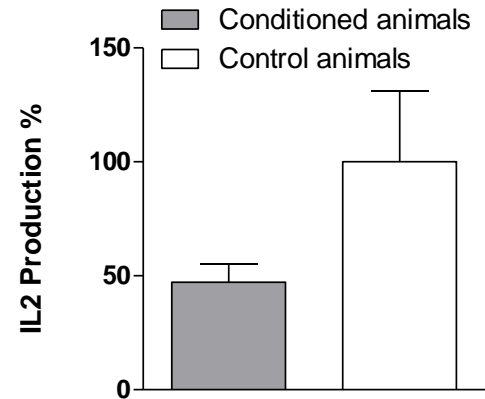 Conditioned animals
Control animals
150
100
50
0
IL2 Production %